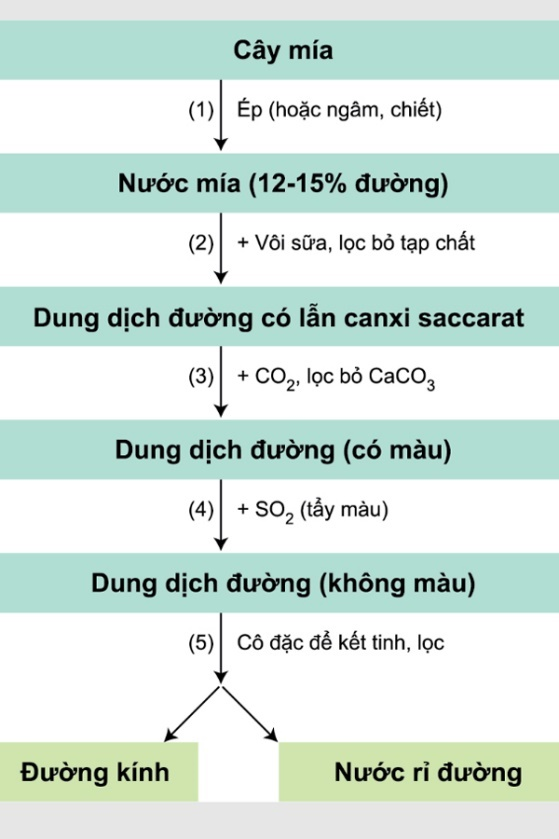 Cây mía
(1) Ép (hoặc ngâm, chiết)
Nước mía (12-15% đường)
(2) + Vôi sữa, lọc bỏ tạp chất
Dung dịch đường có lẫn canxi saccarat
(3) + CO₂, lọc bỏ CaCO₃
Dung dịch đường (có màu)
(4) + SO₂ (tẩy màu)
Dung dịch đường (không màu)
(5) Cô đặc để kết tinh, lọc
Đường kính
Nước rỉ đường